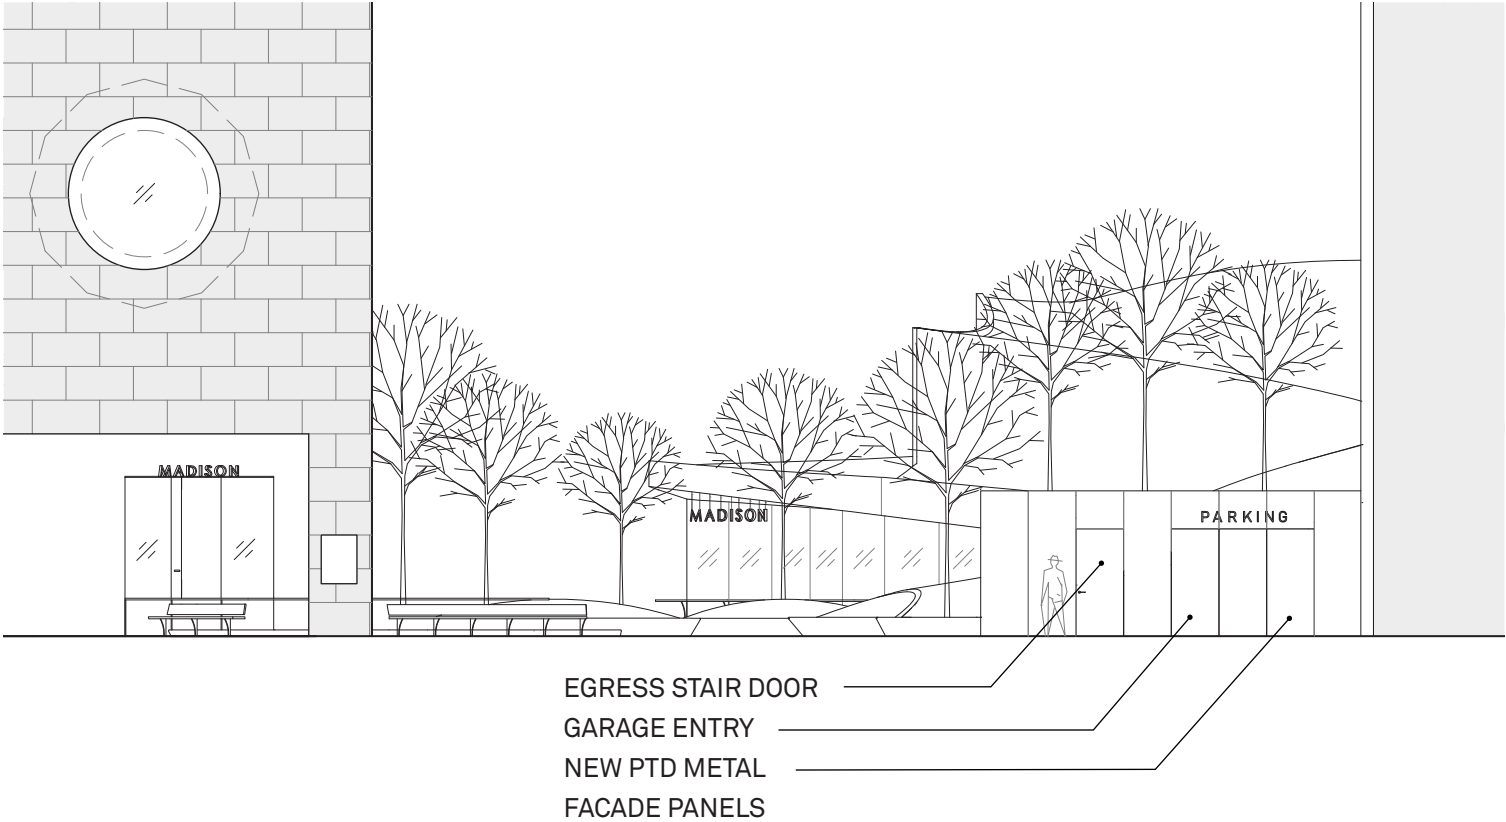 MADISON
MADISON
PARKING
EGRESS STAIR DOOR
GARAGE ENTRY
NEW PTD METAL
FACADE PANELS